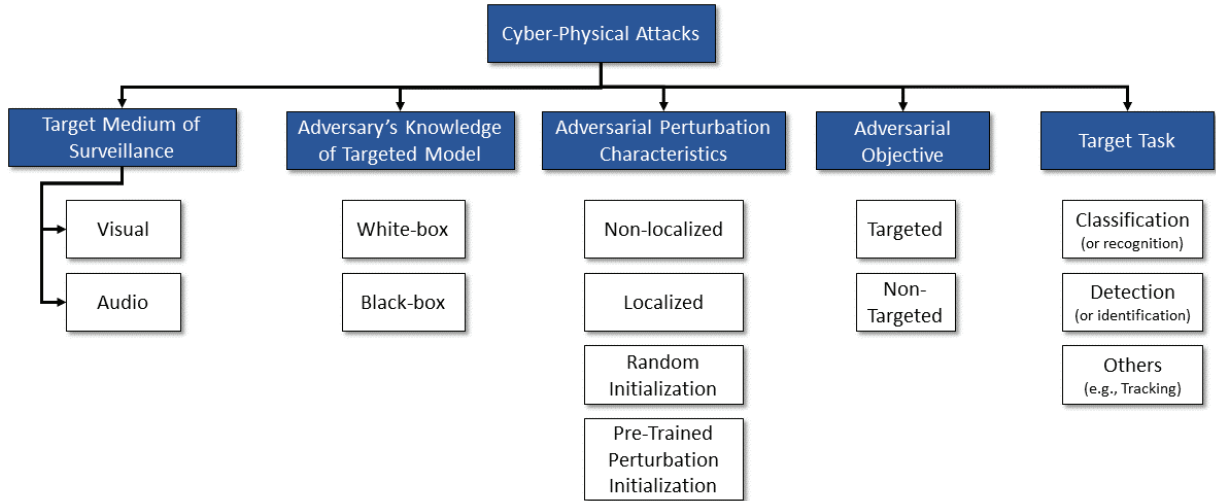 Cyber-Physical Attacks
Target Medium of
Surveillance
Adversary's Knowledge
of Targeted Model
Adversarial Perturbation
Characteristics
Adversarial
Objective
Target Task
Visual
Audio
White-box
Black-box
Non-localized
Localized
Random
Initialization
Pre-Trained
Perturbation
Initialization
Targeted
Non-
Targeted
Classification
(or recognition)
Detection
(or identification)
Others
(e.g., Tracking)